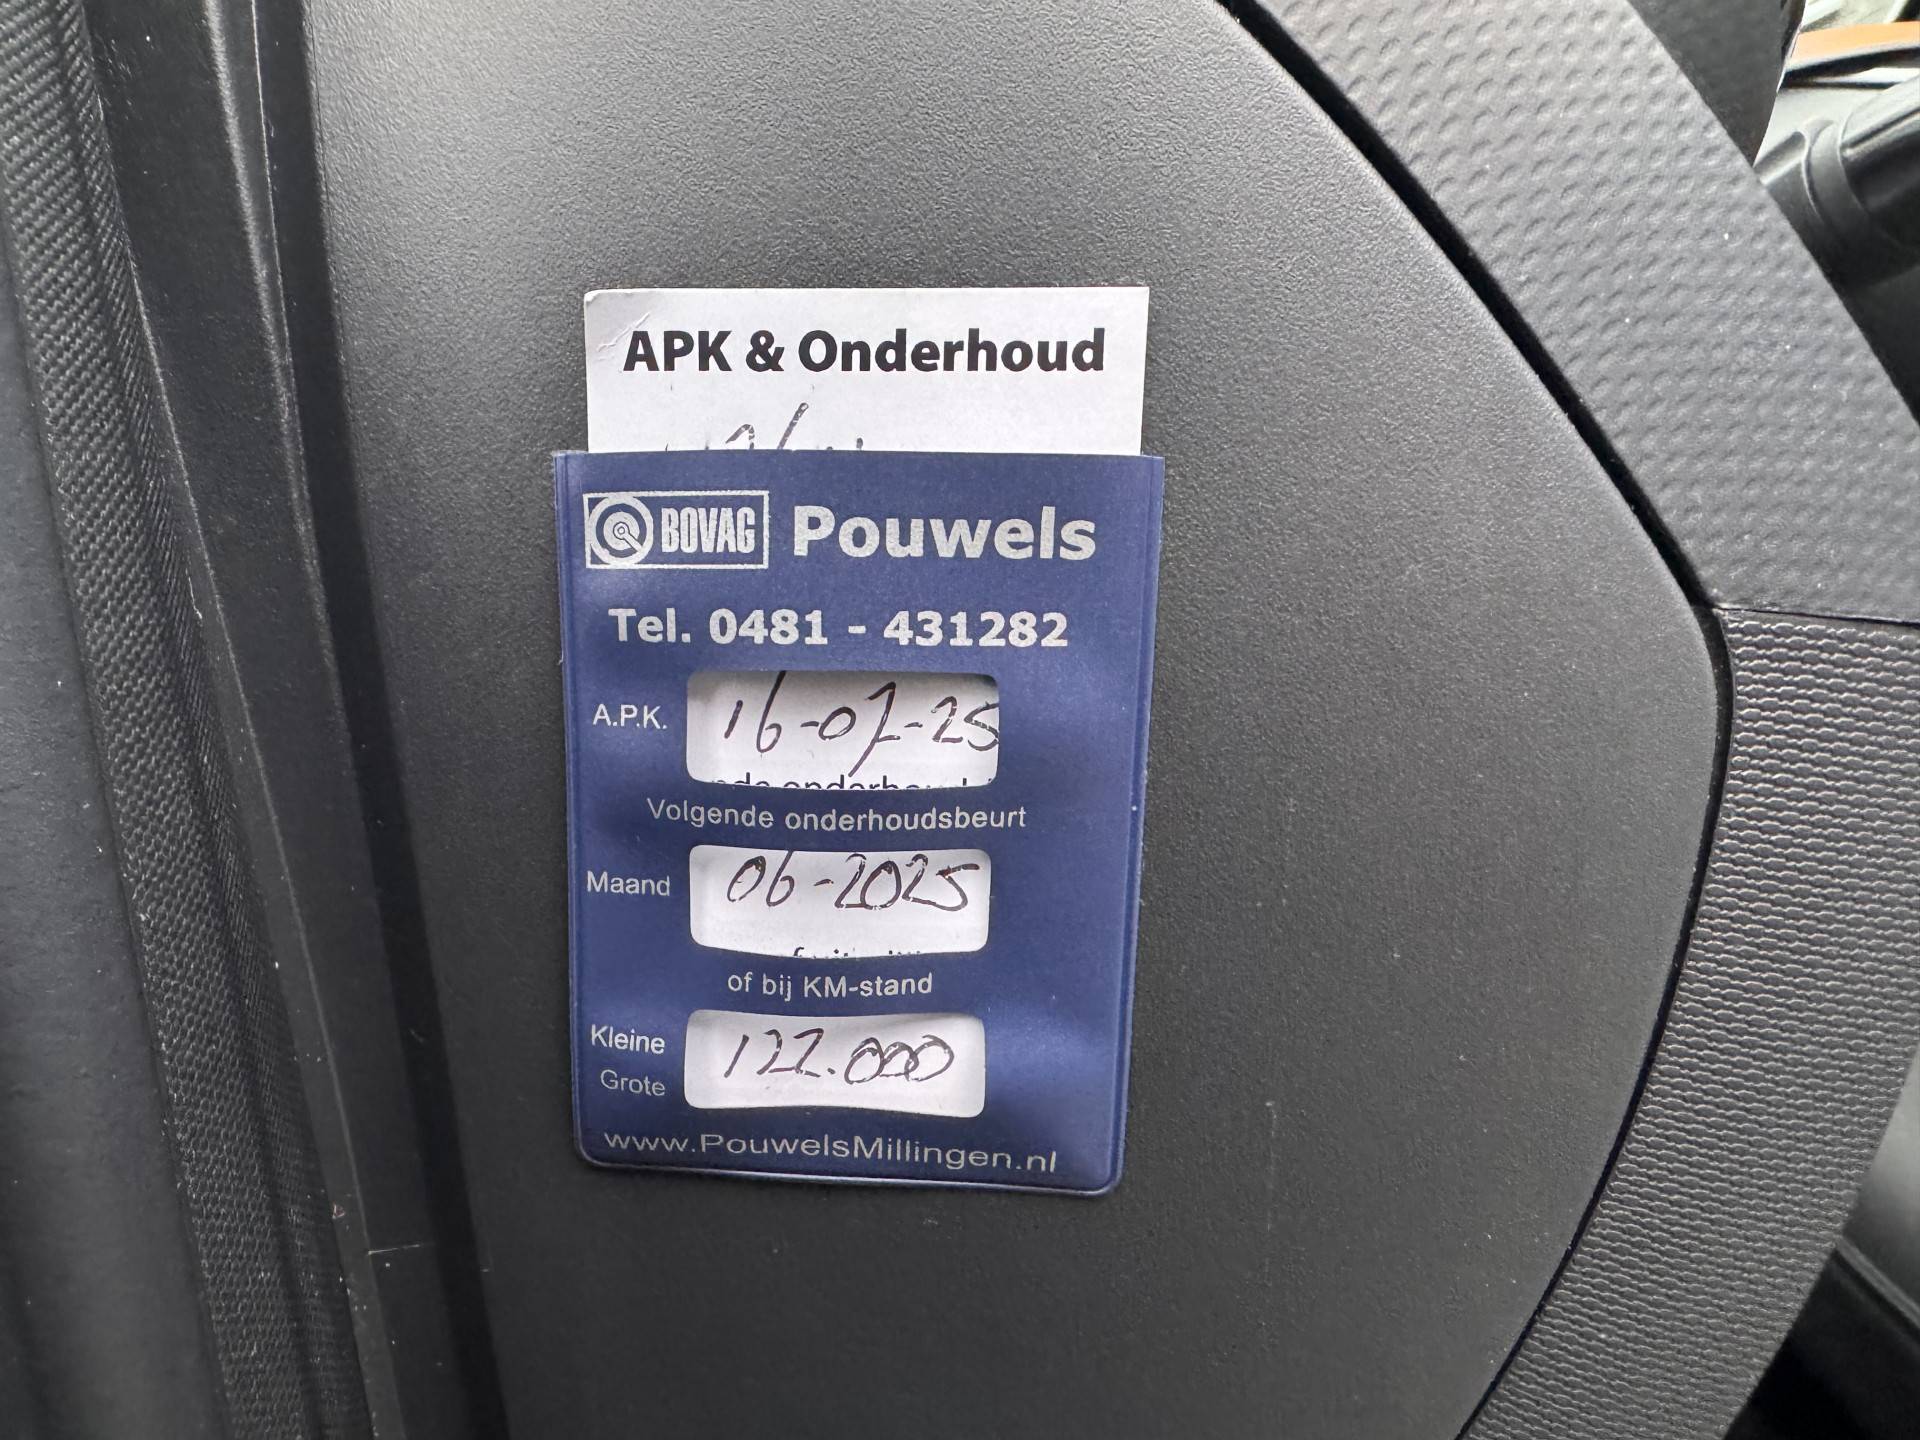 APK & Onderhoud
BOVAG Pouwels
Tel. 0481 - 431282
A.P.K. 16-07-25
Volgende onderhoudsbeurt
Maand 06-2025
of bij KM-stand
Kleine
Grote
122.000
www.PouwelsMillingen.nl